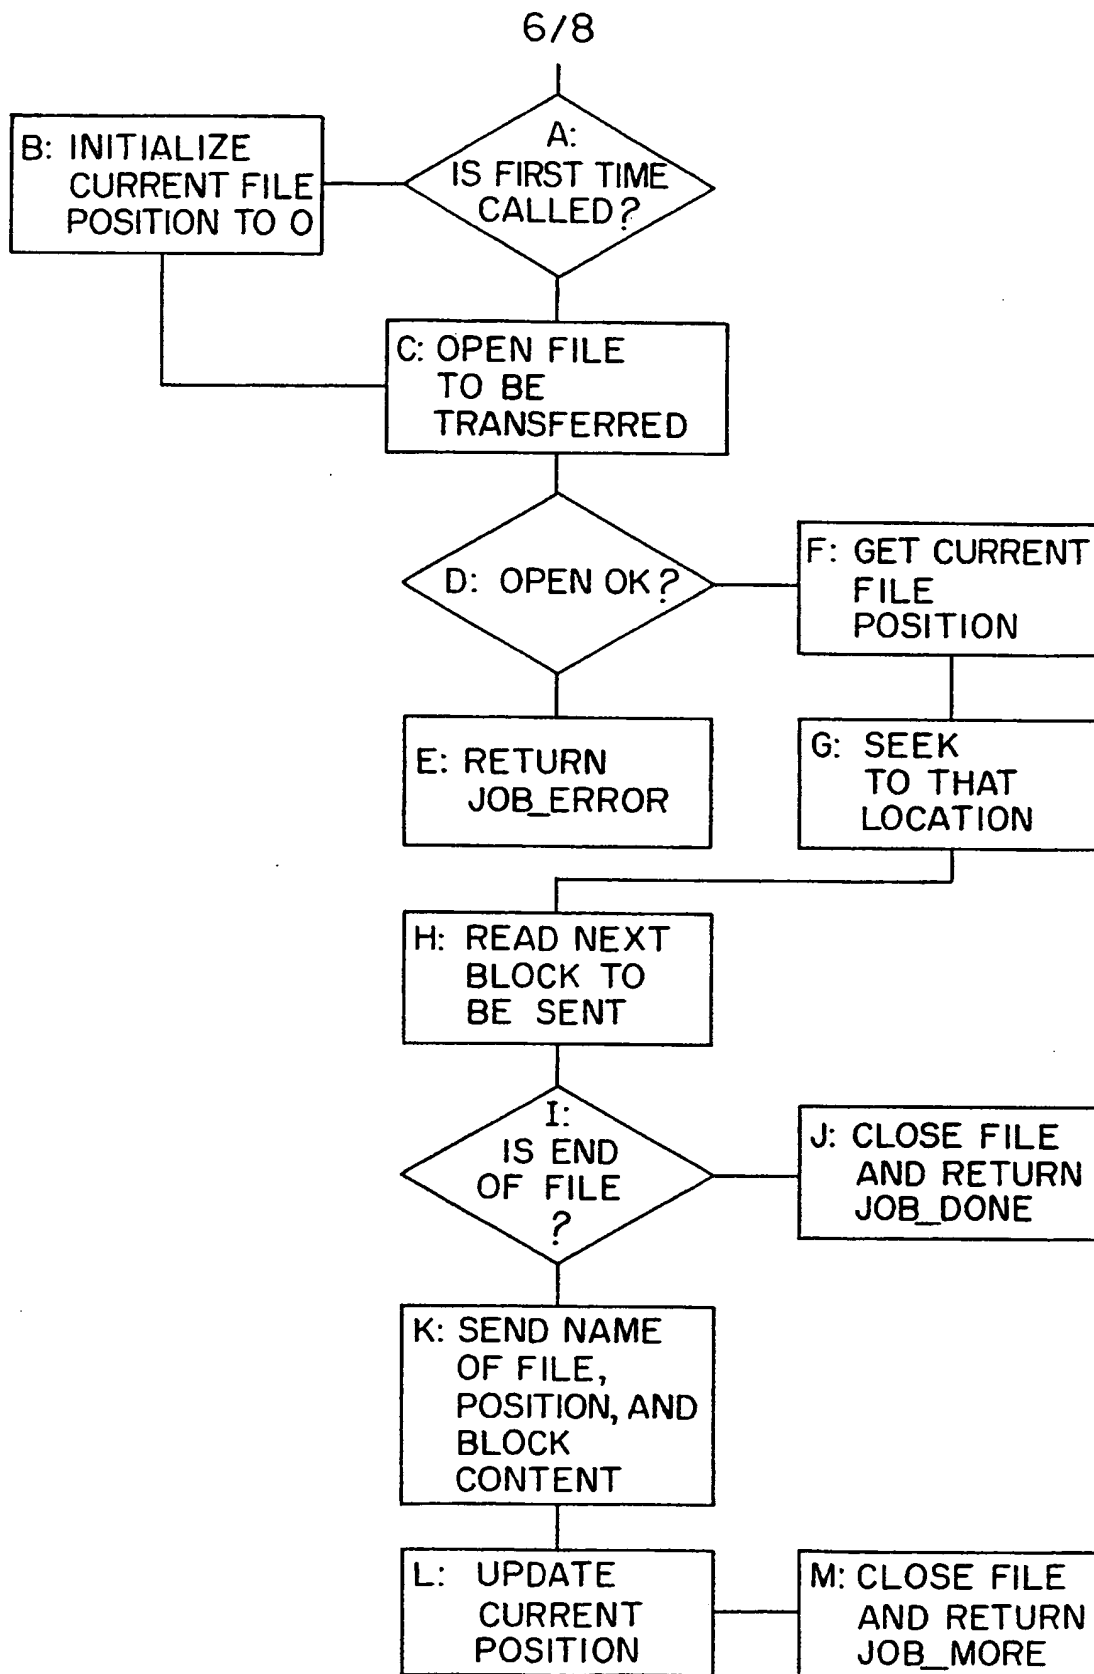 6/8
A:
IS FIRST TIME
CALLED?
B: INITIALIZE
CURRENT FILE
POSITION TO 0
C: OPEN FILE
TO BE
TRANSFERRED
D: OPEN OK?
F: GET CURRENT
FILE
POSITION
E: RETURN
JOB_ERROR
G: SEEK
TO THAT
LOCATION
H: READ NEXT
BLOCK TO
BE SENT
I:
IS END
OF FILE
?
J: CLOSE FILE
AND RETURN
JOB_DONE
K: SEND NAME
OF FILE,
POSITION, AND
BLOCK
CONTENT
L: UPDATE
CURRENT
POSITION
M: CLOSE FILE
AND RETURN
JOB_MORE